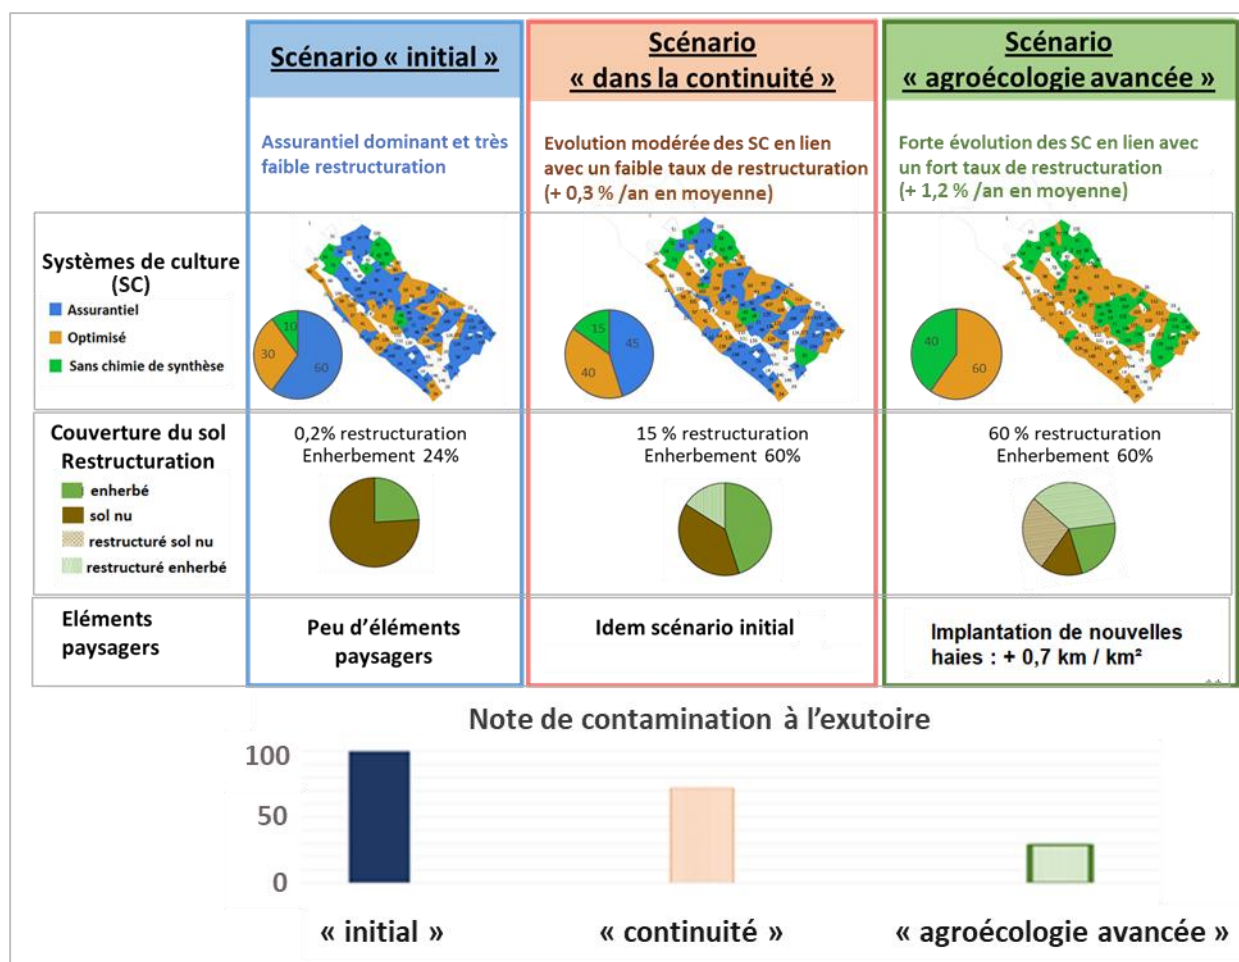 Scénario « initial »
Scénario
« dans la continuité »
Scénario
« agroécologie avancée »
Assurantiel dominant et très
faible restructuration
Evolution modérée des SC en lien
avec un faible taux de restructuration
(+ 0,3 % /an en moyenne)
Forte évolution des SC en lien avec
un fort taux de restructuration
(+ 1,2 % /an en moyenne)
Systèmes de culture
(SC)
Assurantiel
Optimisé
Sans chimie de synthèse
10
30
60
15
45
40
40
60
Couverture du sol
Restructuration
enherbé
sol nu
restructuré sol nu
restructuré enherbé
0,2% restructuration
Enherbement 24%
15 % restructuration
Enherbement 60%
60 % restructuration
Enherbement 60%
Eléments
paysagers
Peu d’éléments
paysagers
Idem scénario initial
Implantation de nouvelles
haies : + 0,7 km / km²
Note de contamination à l’exutoire
100
50
0
« initial »
« continuité »
« agroécologie avancée »